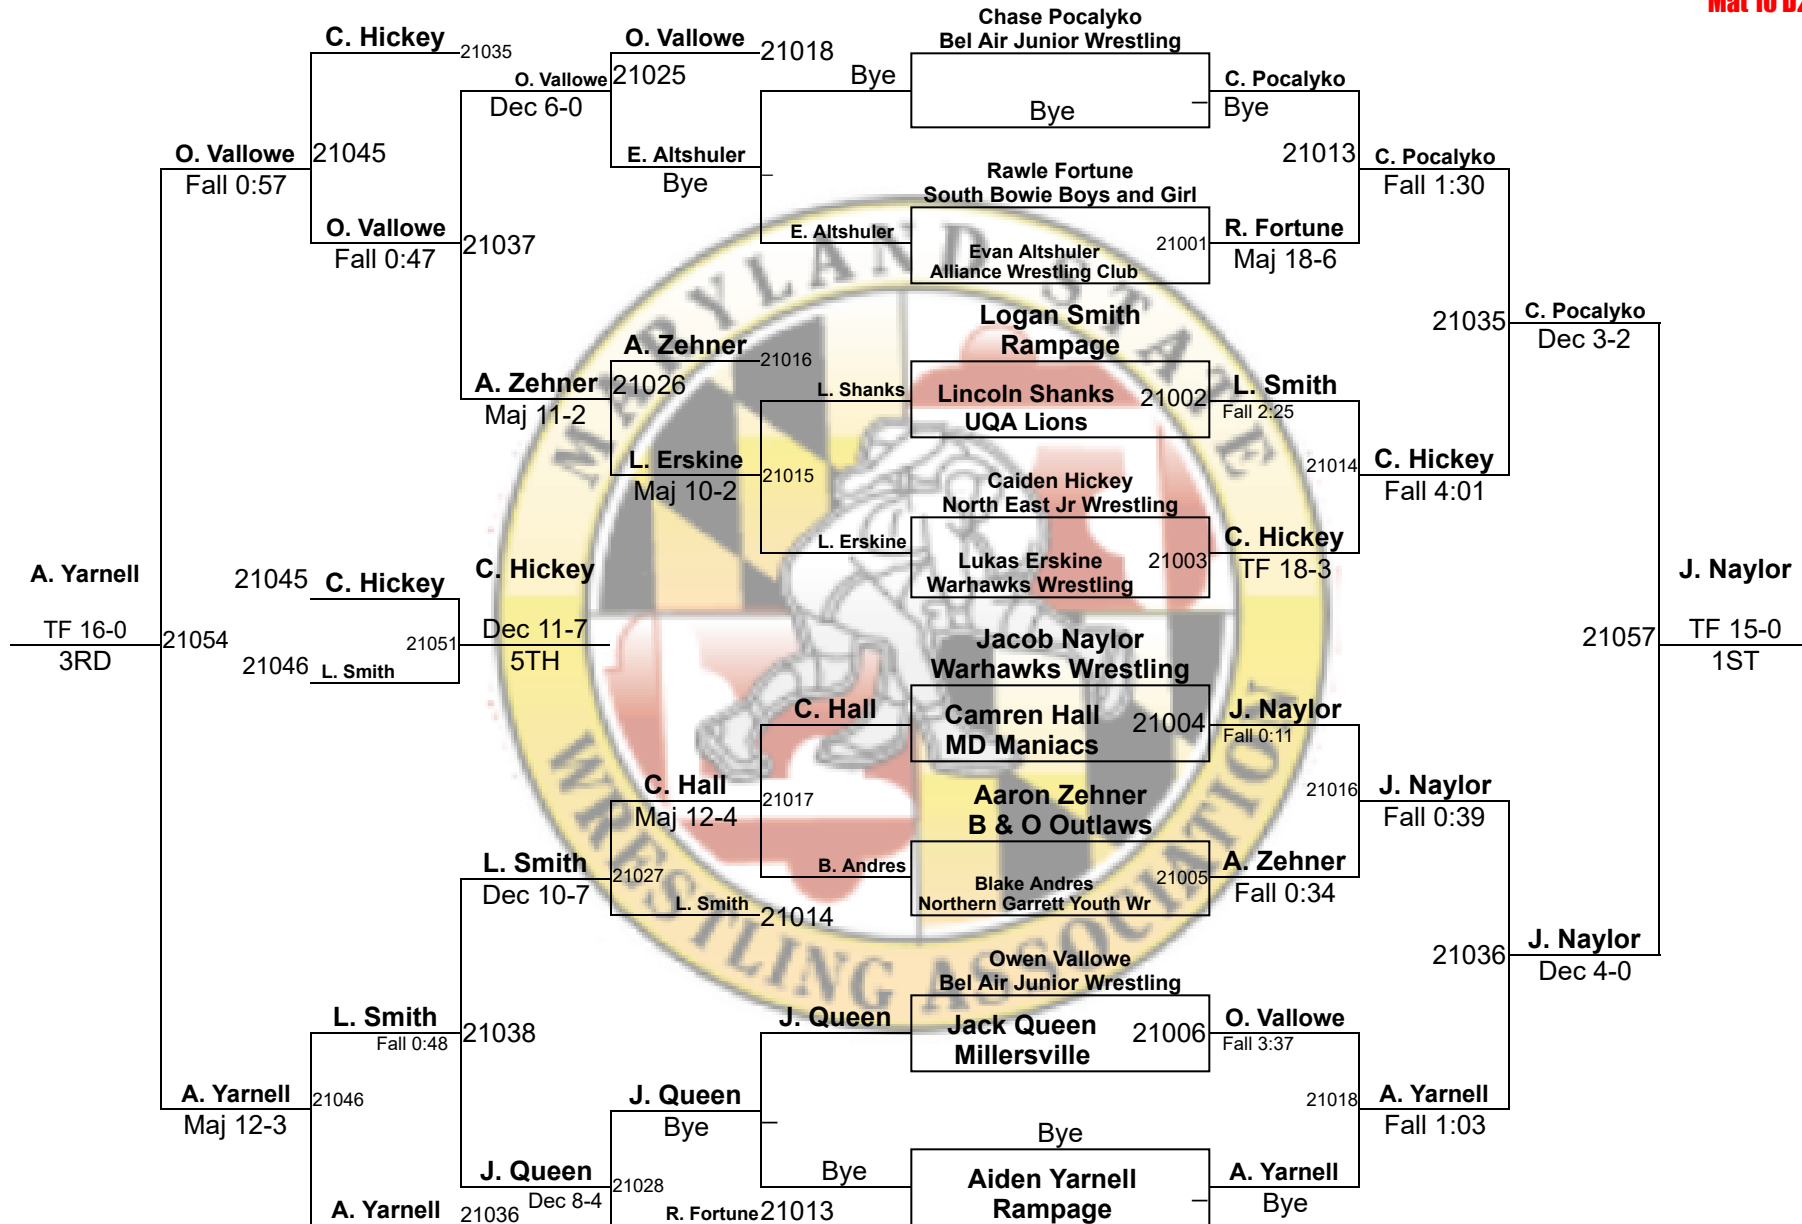 Mat 10 D2
Chase Pocalyko
Bel Air Junior Wrestling
C. Hickey
21035
O. Vallowe
21018
O. Vallowe
21025
Dec 6-0
Bye
Bye
C. Pocalyko
Bye
O. Vallowe
21045
Fall 0:57
E. Altshuler
Bye
21013
C. Pocalyko
Fall 1:30
Rawle Fortune
South Bowie Boys and Girl
O. Vallowe
21037
Fall 0:47
E. Altshuler
Evan Altshuler
21001
Alliance Wrestling Club
R. Fortune
Maj 18-6
Logan Smith
Rampage
21035
C. Pocalyko
Dec 3-2
A. Zehner
21016
A. Zehner
21026
Maj 11-2
L. Shanks
Lincoln Shanks
21002
UQA Lions
L. Smith
Fall 2:25
L. Erskine
21015
Maj 10-2
21014
C. Hickey
Fall 4:01
Caiden Hickey
North East Jr Wrestling
L. Erskine
Lukas Erskine
21003
Warhawks Wrestling
C. Hickey
TF 18-3
A. Yarnell
TF 16-0
3RD
21054
21045
C. Hickey
21046
L. Smith
21051
C. Hickey
Dec 11-7
5TH
J. Naylor
21057
TF 15-0
1ST
Jacob Naylor
Warhawks Wrestling
C. Hall
Camren Hall
21004
MD Maniacs
J. Naylor
Fall 0:11
C. Hall
21017
Maj 12-4
21016
J. Naylor
Fall 0:39
Aaron Zehner
B & O Outlaws
L. Smith
21027
Dec 10-7
B. Andres
Blake Andres
21005
Northern Garrett Youth Wr
A. Zehner
Fall 0:34
L. Smith
21014
21036
J. Naylor
Dec 4-0
Owen Vallowe
Bel Air Junior Wrestling
L. Smith
21038
Fall 0:48
J. Queen
Jack Queen
21006
Millersville
O. Vallowe
Fall 3:37
A. Yarnell
21046
Maj 12-3
J. Queen
Bye
21018
A. Yarnell
Fall 1:03
Bye
J. Queen
21028
Dec 8-4
Bye
Aiden Yarnell
Rampage
A. Yarnell
Bye
A. Yarnell
21036
R. Fortune
21013
MARYLAND STATE
WRESTLING ASSOCIATION